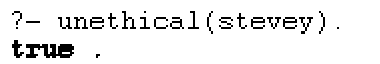 ?- unethical(stevey).
true .